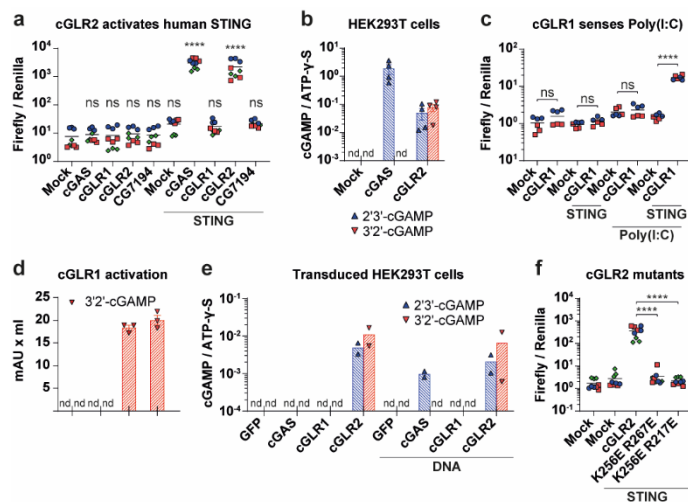 a
cGLR2 activates human STING
Firefly / Renilla
10⁴
10³
10²
10¹
10⁰
ns ns ns ns
**** ns **** ns
Mock
cGAS
cGLR1
cGLR2
CG7194
Mock
cGAS
cGLR1
cGLR2
CG7194
STING
b
HEK293T cells
cGAMP / ATP-γ-S
10¹
10⁰
10⁻¹
10⁻²
10⁻³
nd nd nd
Mock
cGAS
cGLR2
2'3'-cGAMP
3'2'-cGAMP
c
cGLR1 senses Poly(I:C)
Firefly / Renilla
10²
10¹
10⁰
ns ns ns ****
Mock
cGLR1
Mock
cGLR1
Mock
cGLR1
Mock
cGLR1
STING
STING
Poly(I:C)
d
cGLR1 activation
3'2'-cGAMP
mAU x ml
25
20
15
10
5
nd nd nd nd
e
Transduced HEK293T cells
2'3'-cGAMP
3'2'-cGAMP
cGAMP / ATP-γ-S
10⁻¹
10⁻²
10⁻³
10⁻⁴
nd nd nd nd nd nd nd nd nd nd nd
GFP
cGAS
cGLR1
cGLR2
GFP
cGAS
cGLR1
cGLR2
DNA
f
cGLR2 mutants
Firefly / Renilla
10⁴
10³
10²
10¹
10⁰
****
****
Mock
Mock
cGLR2
K256E R267E
K256E R217E
STING